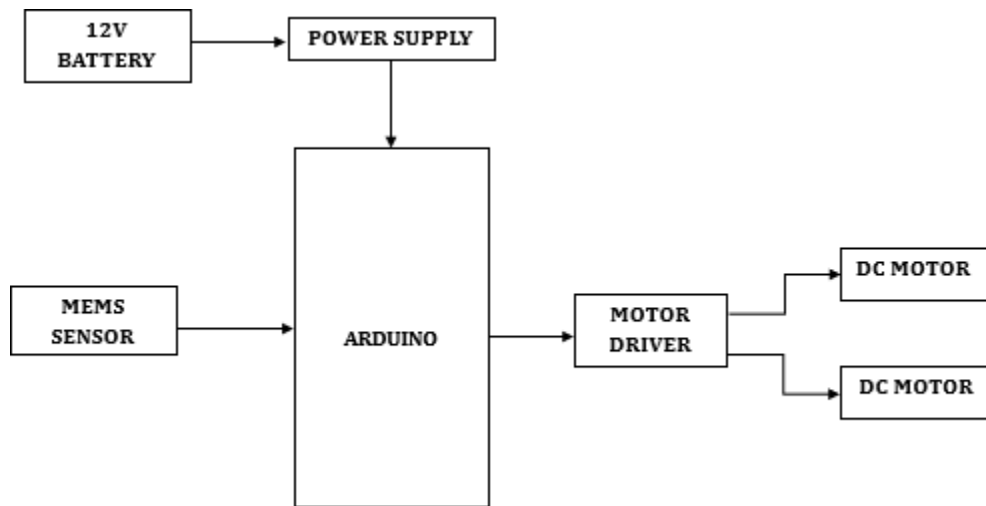 12V
BATTERY
POWER SUPPLY
MEMS
SENSOR
ARDUINO
MOTOR
DRIVER
DC MOTOR
DC MOTOR